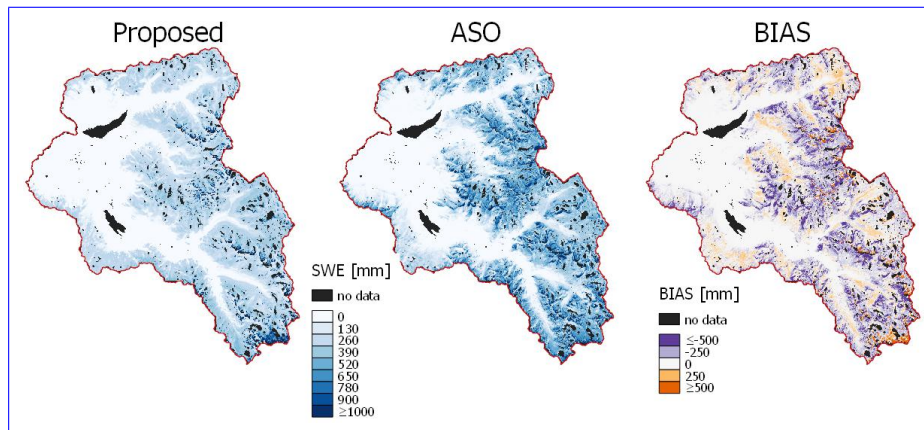 Proposed
ASO
BIAS
SWE [mm]
no data
0
130
260
390
520
650
780
900
≥1000
BIAS [mm]
no data
≤-500
-250
0
250
≥500